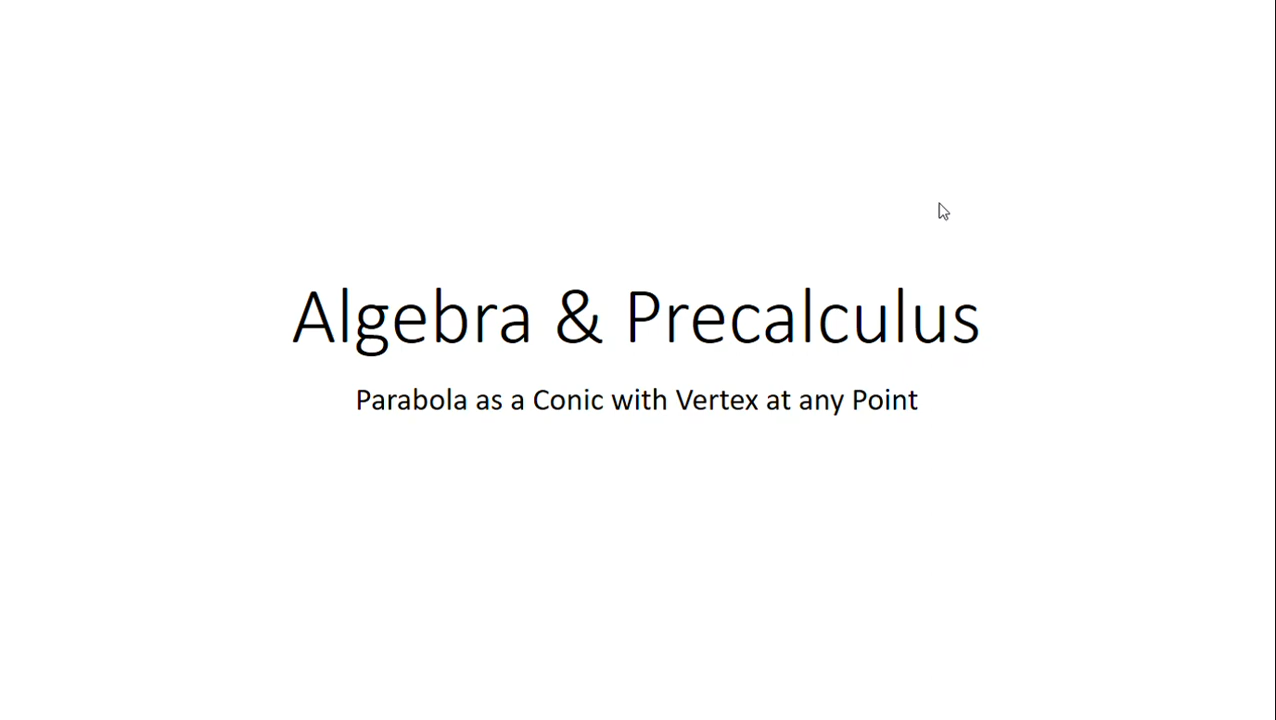 Algebra & Precalculus
Parabola as a Conic with Vertex at any Point